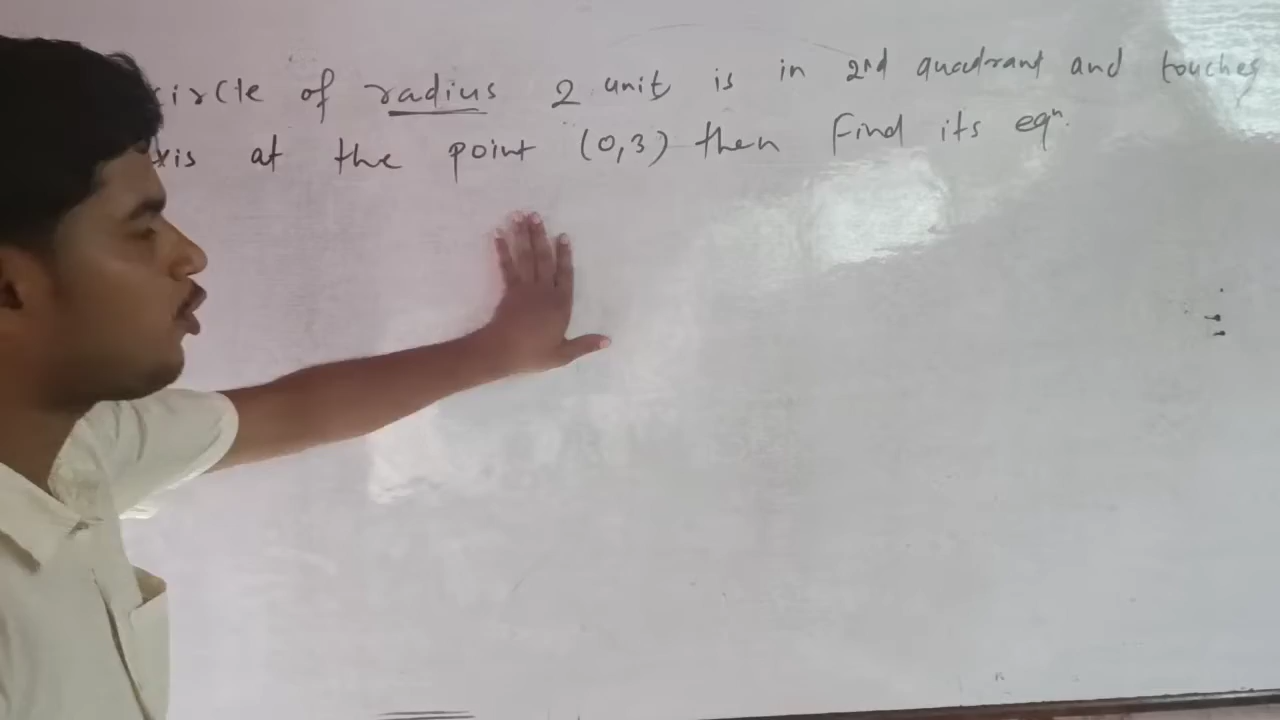 circle of radius 2 unit is in 2nd quadrant and touches
xis at the point (0,3) then Find its eqⁿ.